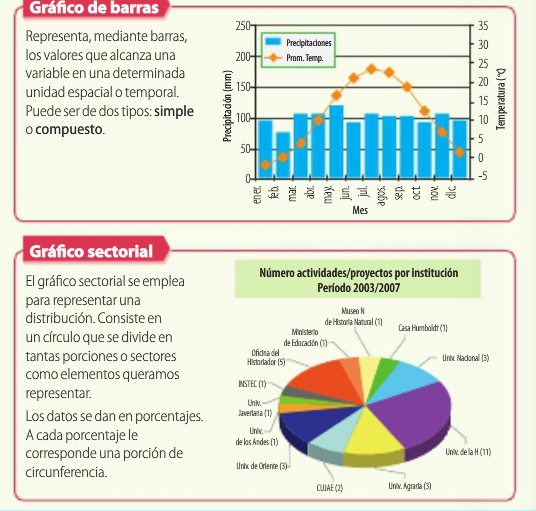 Gráfico de barras
Representa, mediante barras,
los valores que alcanza una
variable en una determinada
unidad espacial o temporal.
Puede ser de dos tipos: simple
o compuesto.
250
200
150
100
50
0
Precipitación (mm)
Precipitaciones
Prom. Temp.
35
30
25
20
15
10
5
0
-5
Temperatura (°c)
ener.
feb.
mar.
abr.
may.
jun.
jul.
agos.
sep.
oct
nov.
dic.
Mes
Gráfico sectorial
El gráfico sectorial se emplea
para representar una
distribución. Consiste en
un círculo que se divide en
tantas porciones o sectores
como elementos queramos
representar.
Los datos se dan en porcentajes.
A cada porcentaje le
corresponde una porción de
circunferencia.
Número actividades/proyectos por institución
Período 2003/2007
Museo N
de Historia Natural (1)
Casa Humboldt (1)
Ministerio
de Educación (1)
Univ. Nacional (3)
Oficina del
Historiador (5)
INSTEC (1)
Univ.
Javeriana (1)
Univ.
de los Andes (1)
Univ. de la H (11)
Univ. de Oriente (3)
CUJAE (2)
Univ. Agraria (3)